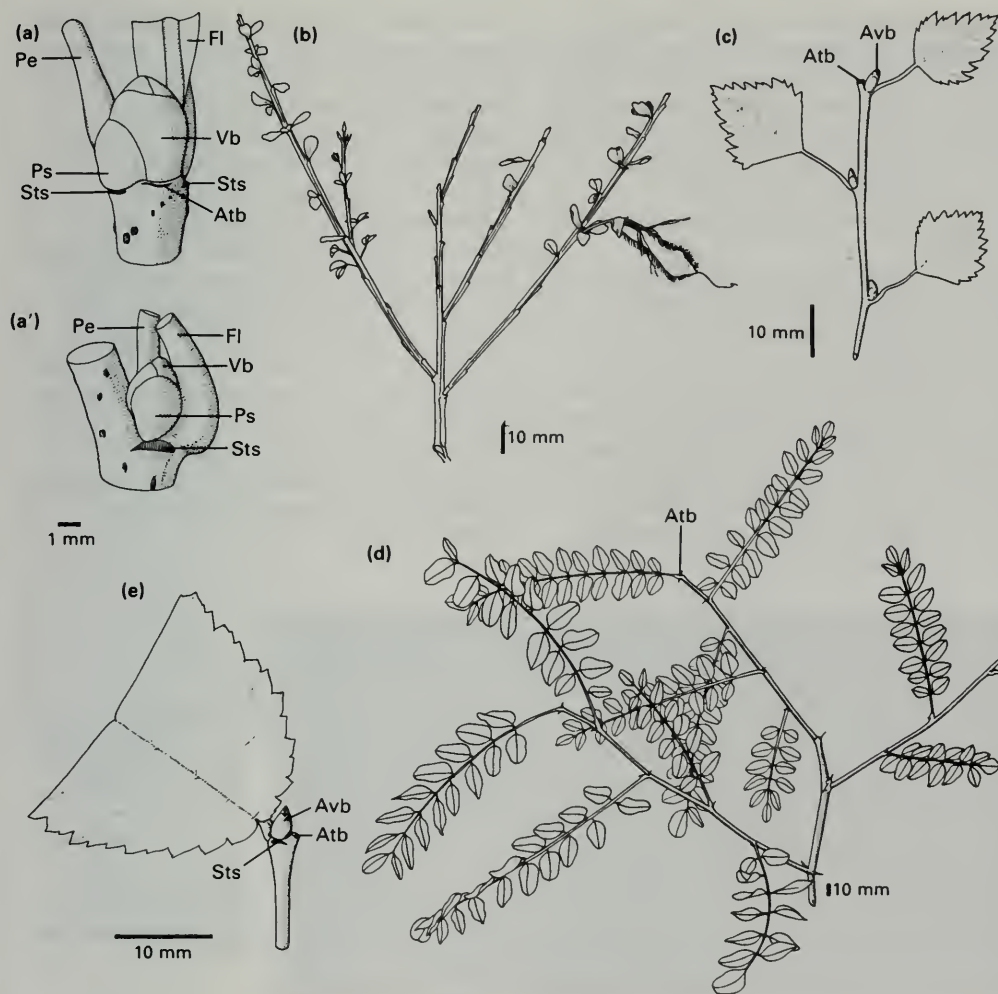 (a)
Pe
Fl
Vb
Ps
Sts
Sts
Atb
(a')
Pe
Fl
Vb
Ps
Sts
1 mm
(b)
10 mm
(c)
Atb
Avb
10 mm
(d)
Atb
10 mm
(e)
Avb
Atb
Sts
10 mm